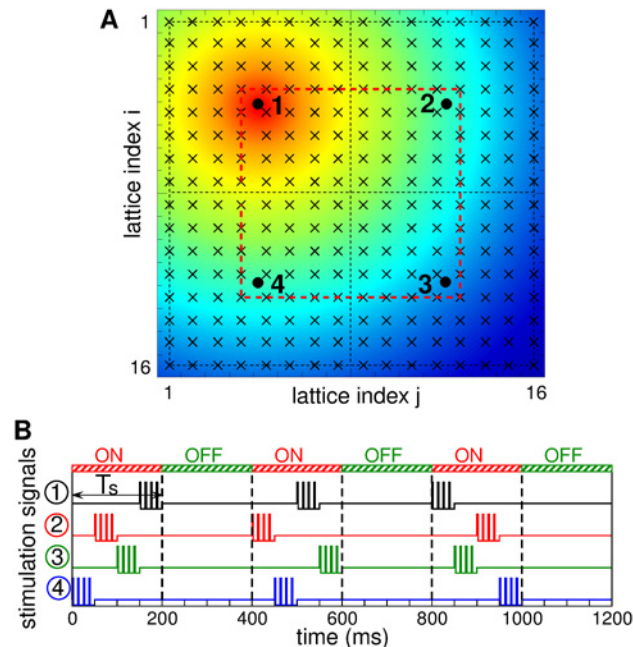 A
1
1
2
lattice index i
4
3
16
1
lattice index j
16
B
ON OFF ON OFF ON OFF
stimulation signals
1
Ts
2
3
4
0 200 400 600 800 1000 1200
time (ms)